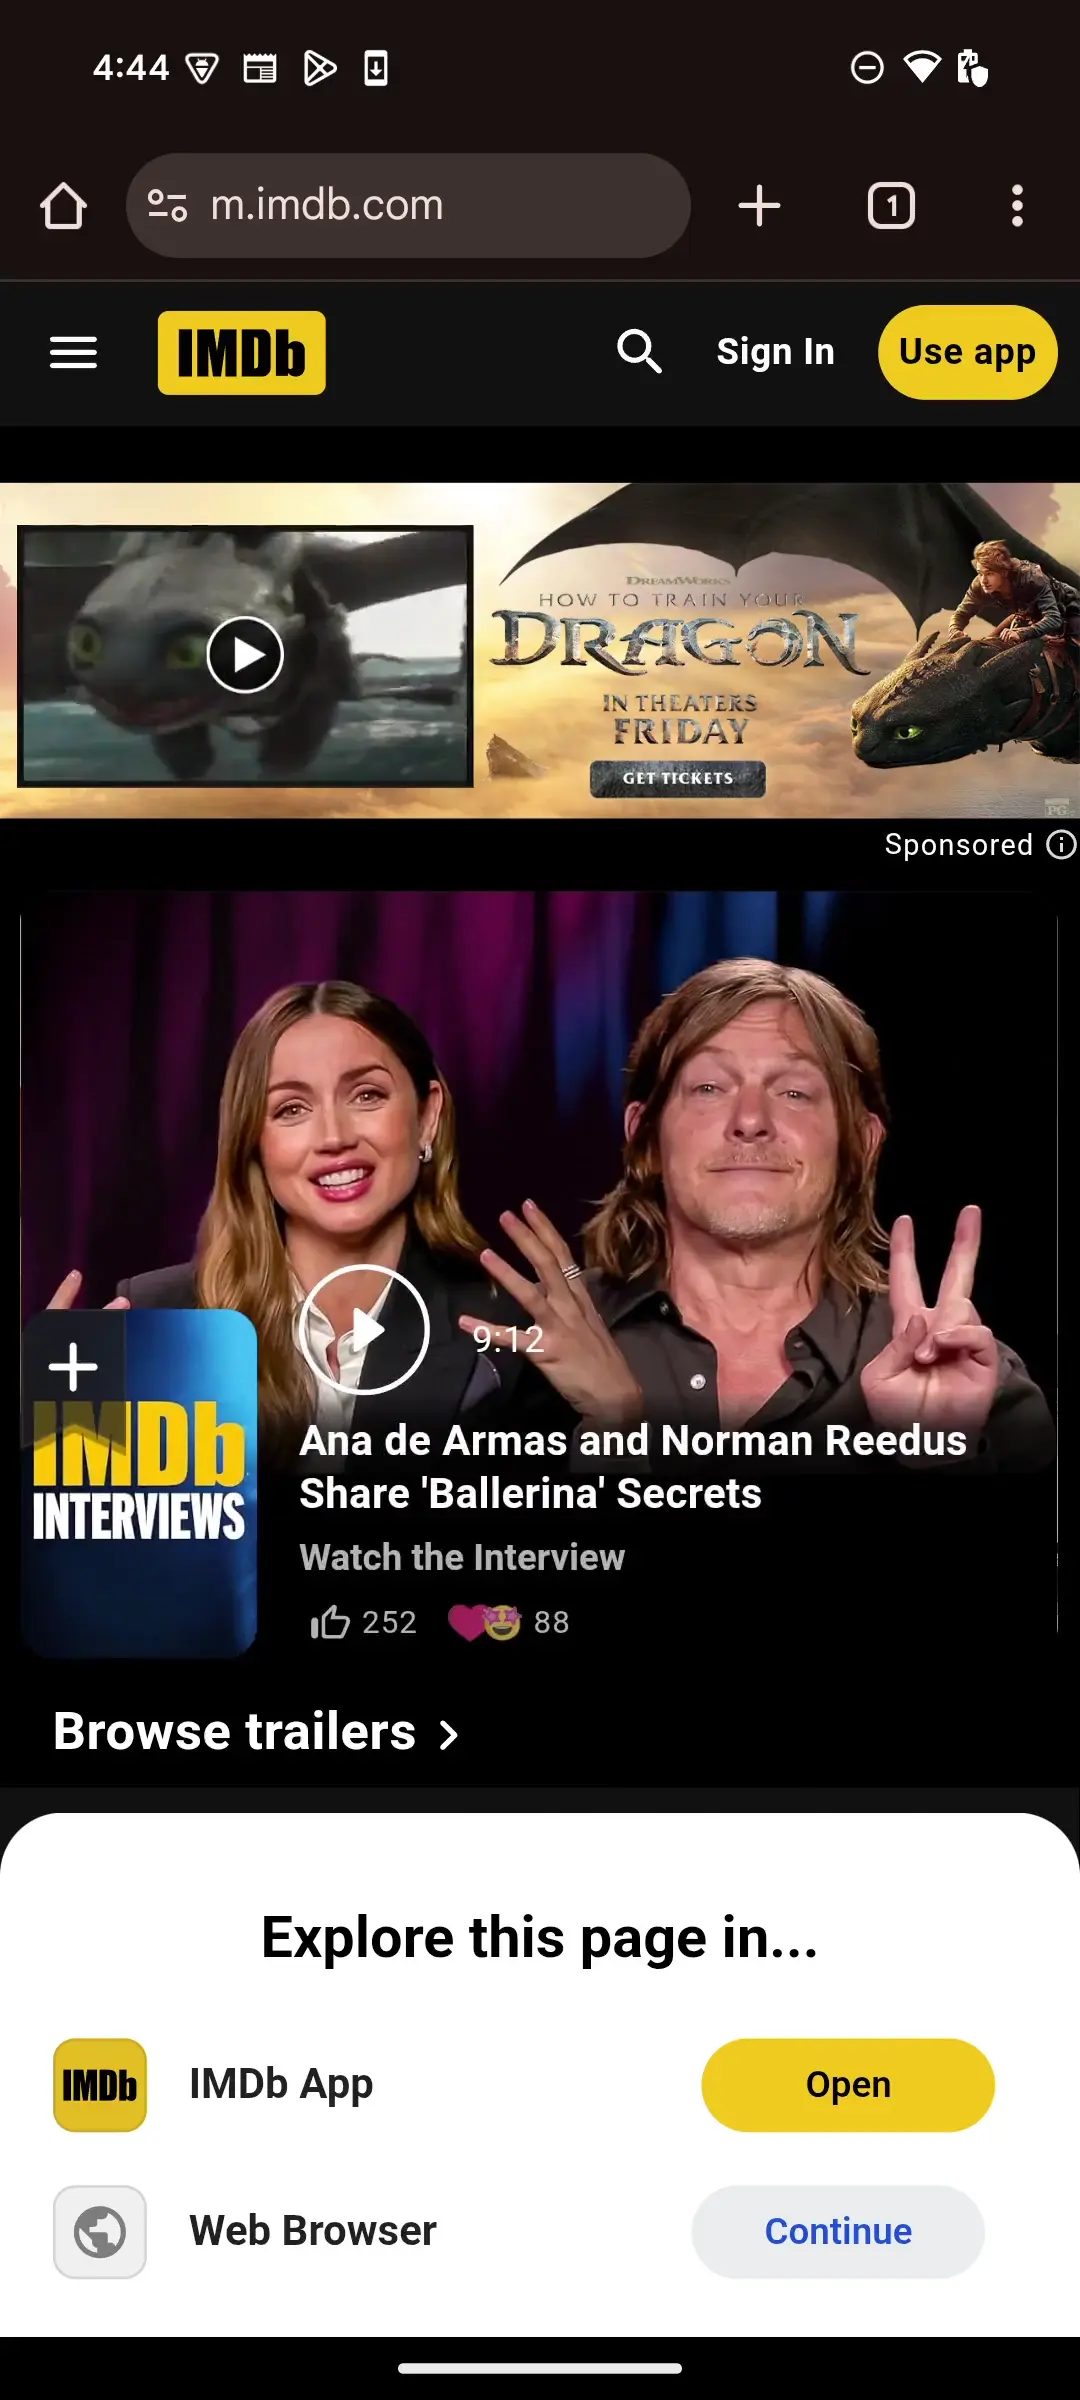 4:44
m.imdb.com
1
IMDb
Sign In
Use app
DREAMWORKS
HOW TO TRAIN YOUR
DRAGON
IN THEATERS
FRIDAY
GET TICKETS
PG
Sponsored
9:12
IMDb
INTERVIEWS
Ana de Armas and Norman Reedus
Share 'Ballerina' Secrets
Watch the Interview
252
88
Browse trailers
Explore this page in...
IMDb
IMDb App
Open
Web Browser
Continue